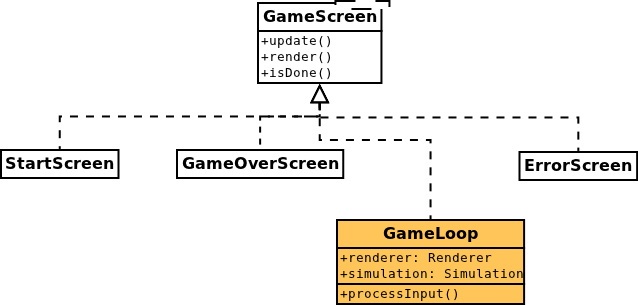 GameScreen
+update()
+render()
+isDone()
StartScreen
GameOverScreen
ErrorScreen
GameLoop
+renderer: Renderer
+simulation: Simulation
+processInput()